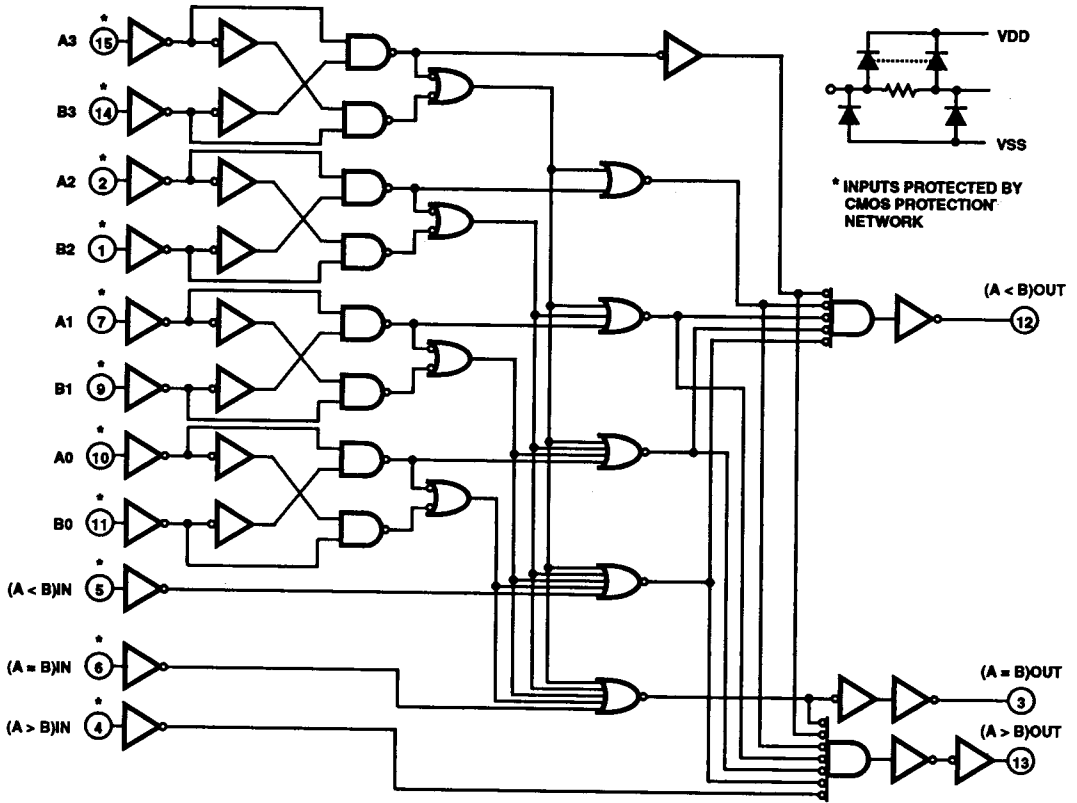 *
A3 15
VDD
*
B3 14
VSS
*
A2 2
* INPUTS PROTECTED BY
CMOS PROTECTION
NETWORK
*
B2 1
*
A1 7
(A < B)OUT
12
*
B1 9
*
A0 10
*
B0 11
*
(A < B)IN 5
*
(A = B)IN 6
(A = B)OUT
3
*
(A > B)IN 4
(A > B)OUT
13